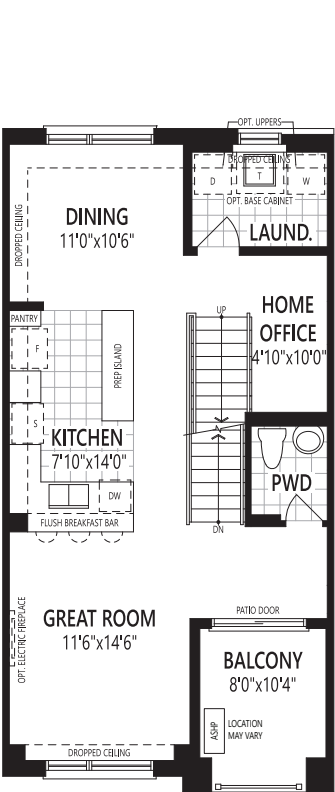 OPT. UPPERS
DROPPED CEILING
D
T
W
OPT. BASE CABINET
LAUND.
DROPPED CEILING
DINING
11'0"x10'6"
HOME
OFFICE
4'10"x10'0"
PANTRY
F
PREP ISLAND
UP
S
KITCHEN
7'10"x14'0"
DW
FLUSH BREAKFAST BAR
PWD
DN
OPT. ELECTRIC FIREPLACE
GREAT ROOM
11'6"x14'6"
PATIO DOOR
BALCONY
8'0"x10'4"
ASHP
LOCATION
MAY VARY
DROPPED CEILING